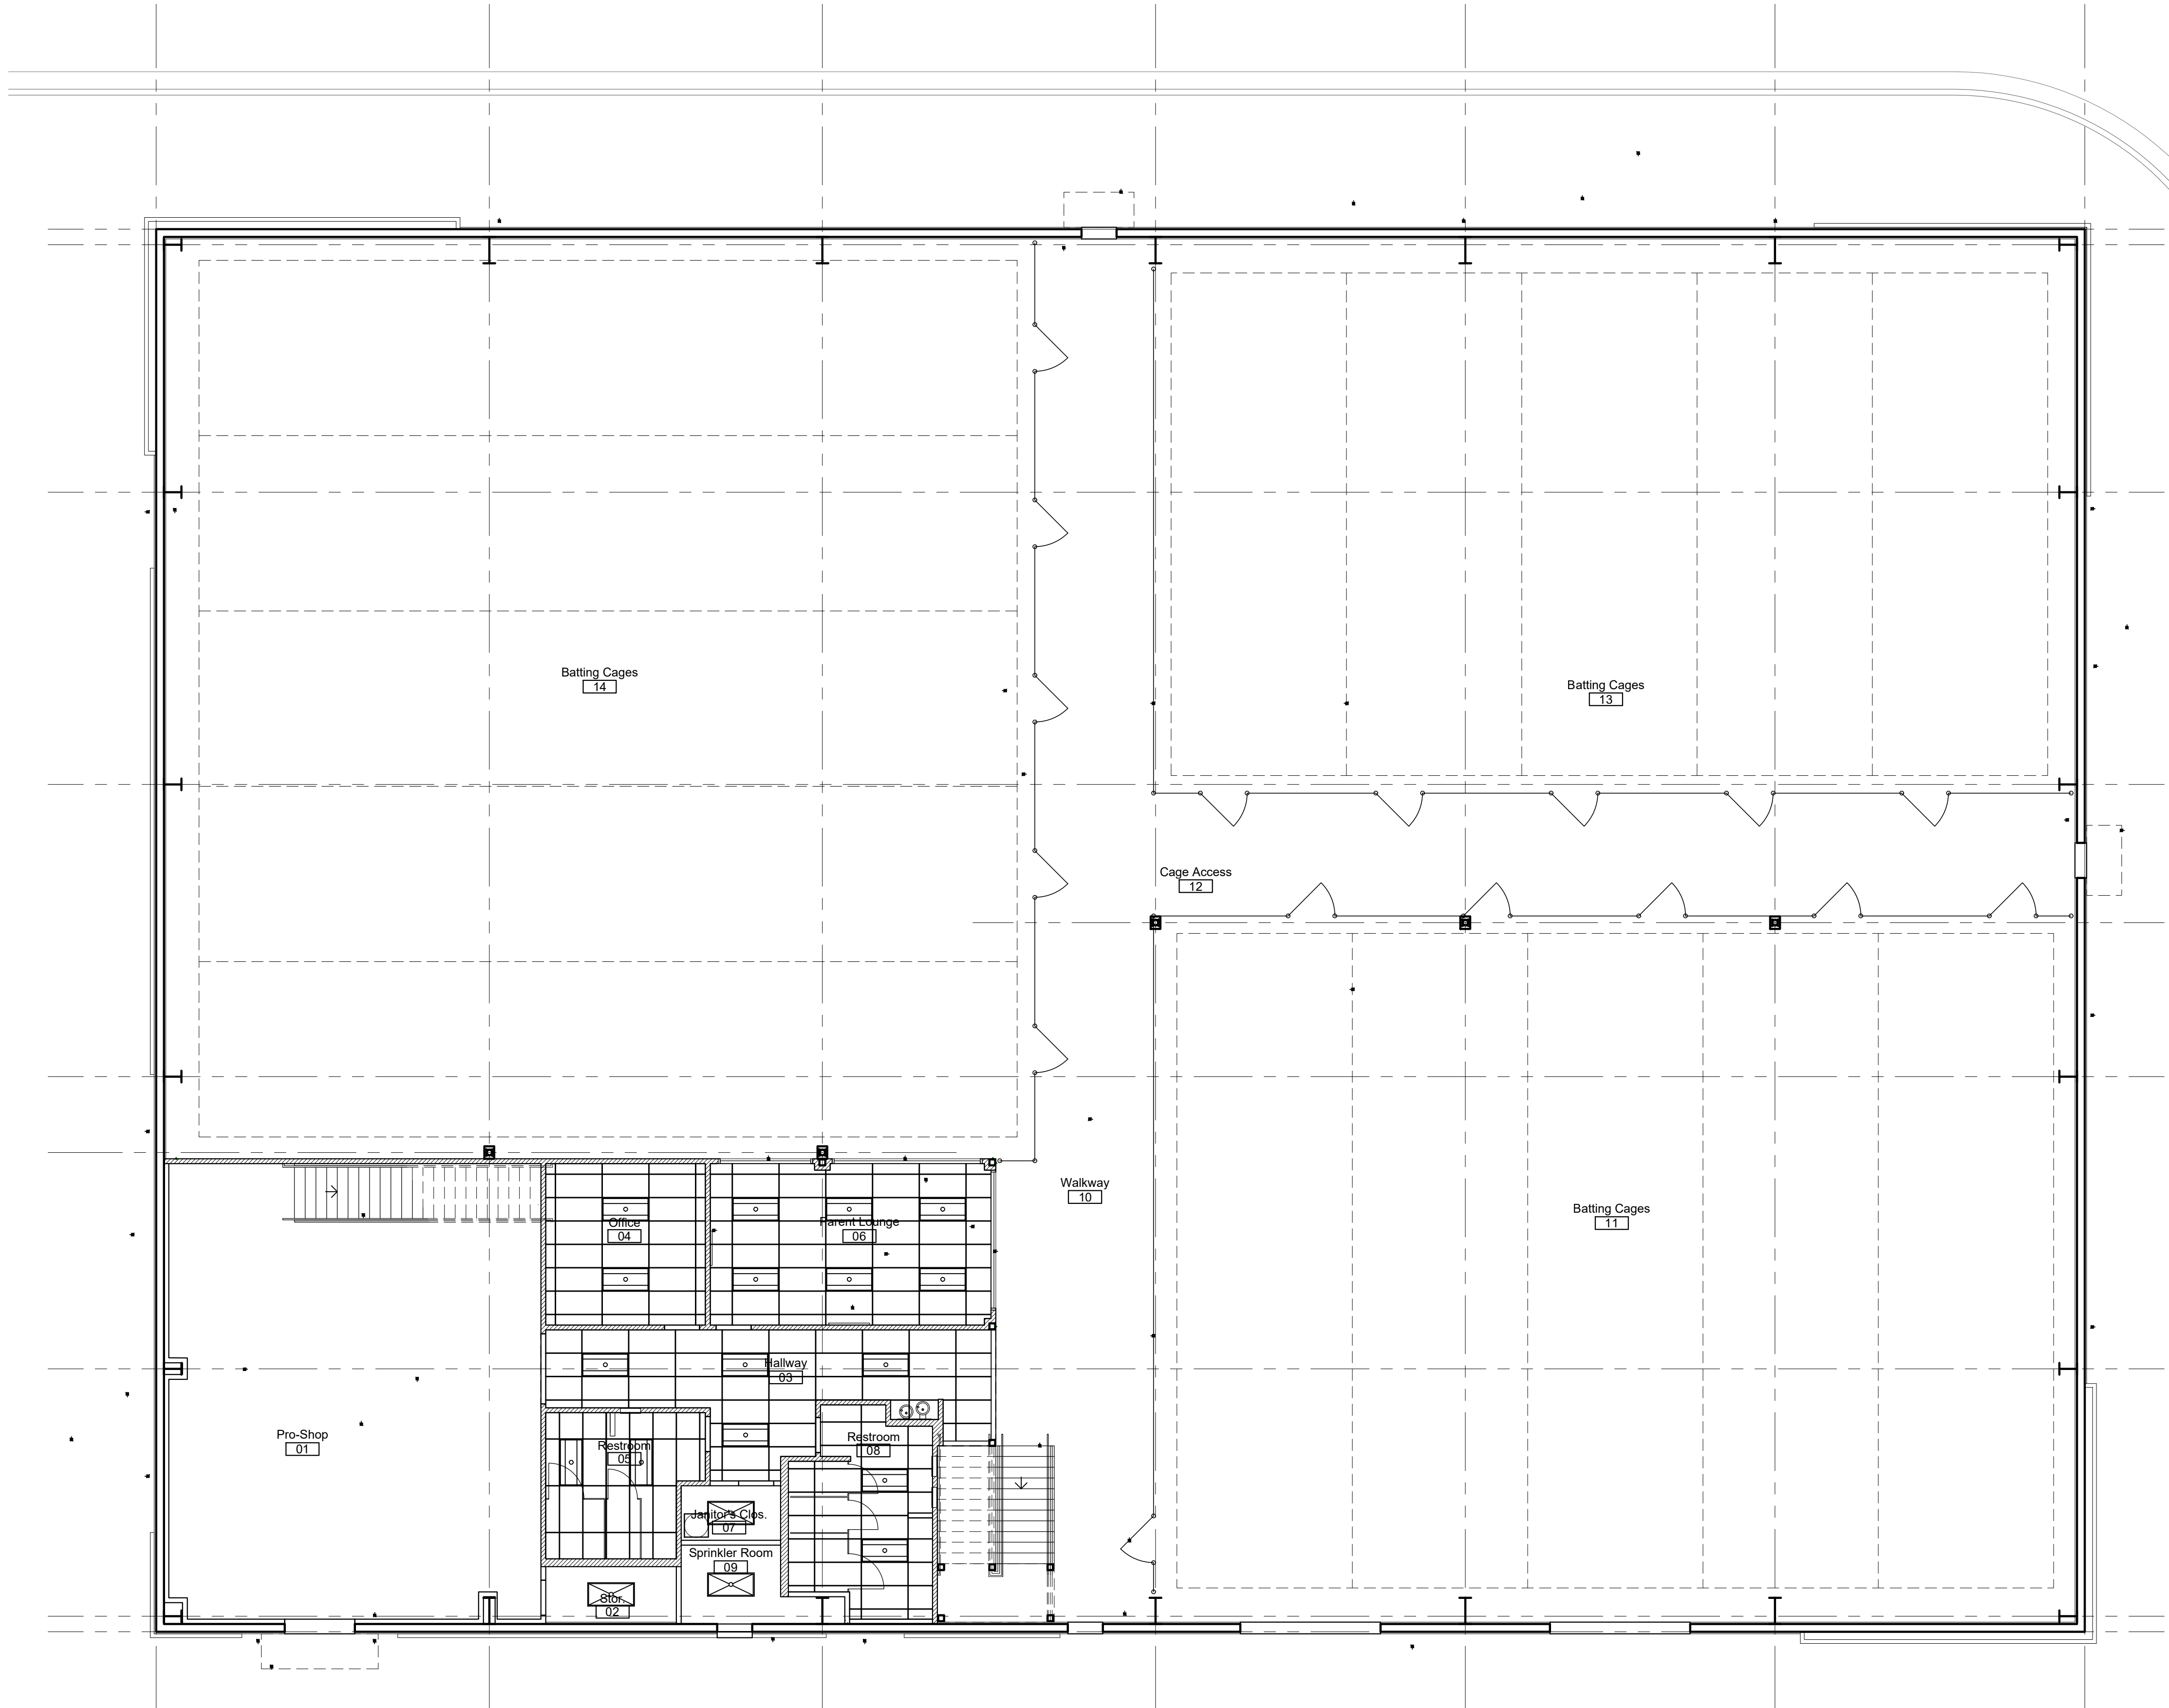 Batting Cages
14
Batting Cages
13
Cage Access
12
Walkway
10
Batting Cages
11
Office
04
Parent Lounge
06
Hallway
03
Pro-Shop
01
Restroom
05
Restroom
08
Janitor's Clos.
07
Sprinkler Room
09
Stor.
02